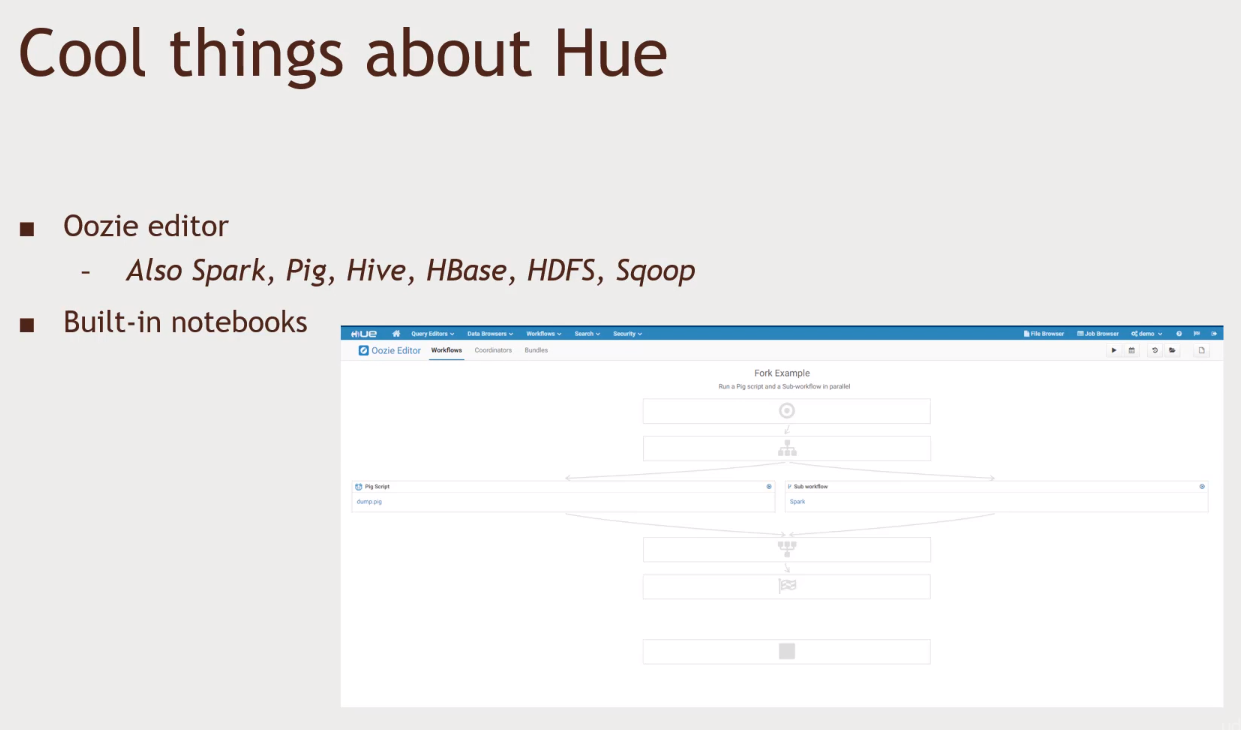 Cool things about Hue
■ Oozie editor
– Also Spark, Pig, Hive, HBase, HDFS, Sqoop
■ Built-in notebooks
HUE Query Editors Data Browsers Workflows Search Security File Browser Job Browser demo
Oozie Editor Workflows Coordinators Bundles
Fork Example
Run a Pig script and a Sub-workflow in parallel
Pig Script
dump.pig
Sub workflow
Spark